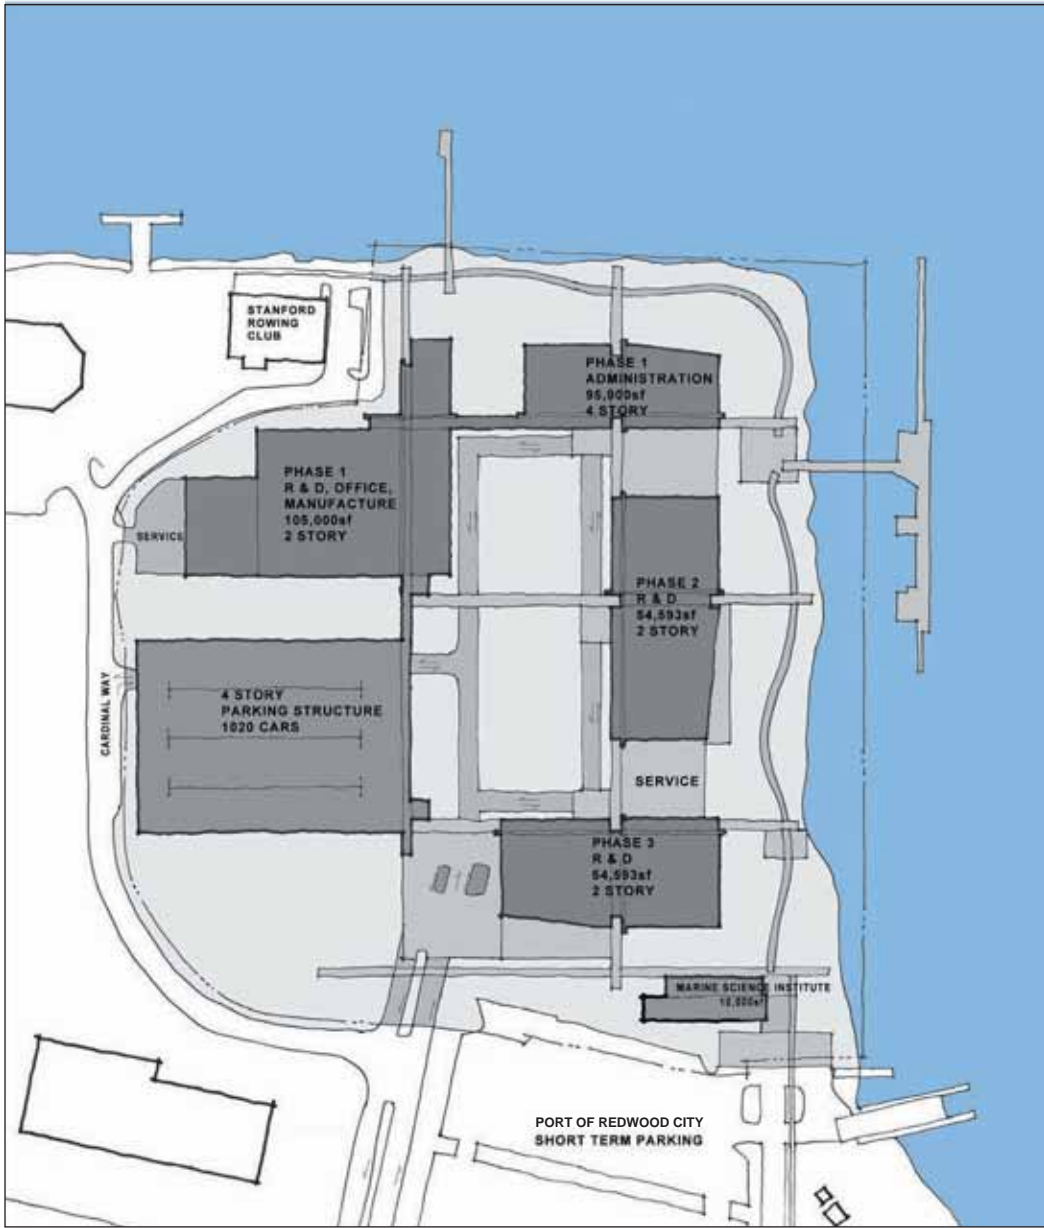 STANFORD
ROWING
CLUB
PHASE 1
ADMINISTRATION
95,900sf
4 STORY
PHASE 1
R & D, OFFICE,
MANUFACTURE
105,000sf
2 STORY
SERVICE
PHASE 2
R & D
54,593sf
2 STORY
CARDINAL WAY
4 STORY
PARKING STRUCTURE
1020 CARS
SERVICE
PHASE 3
R & D
54,593sf
2 STORY
MARINE SCIENCE INSTITUTE
10,000sf
PORT OF REDWOOD CITY
SHORT TERM PARKING